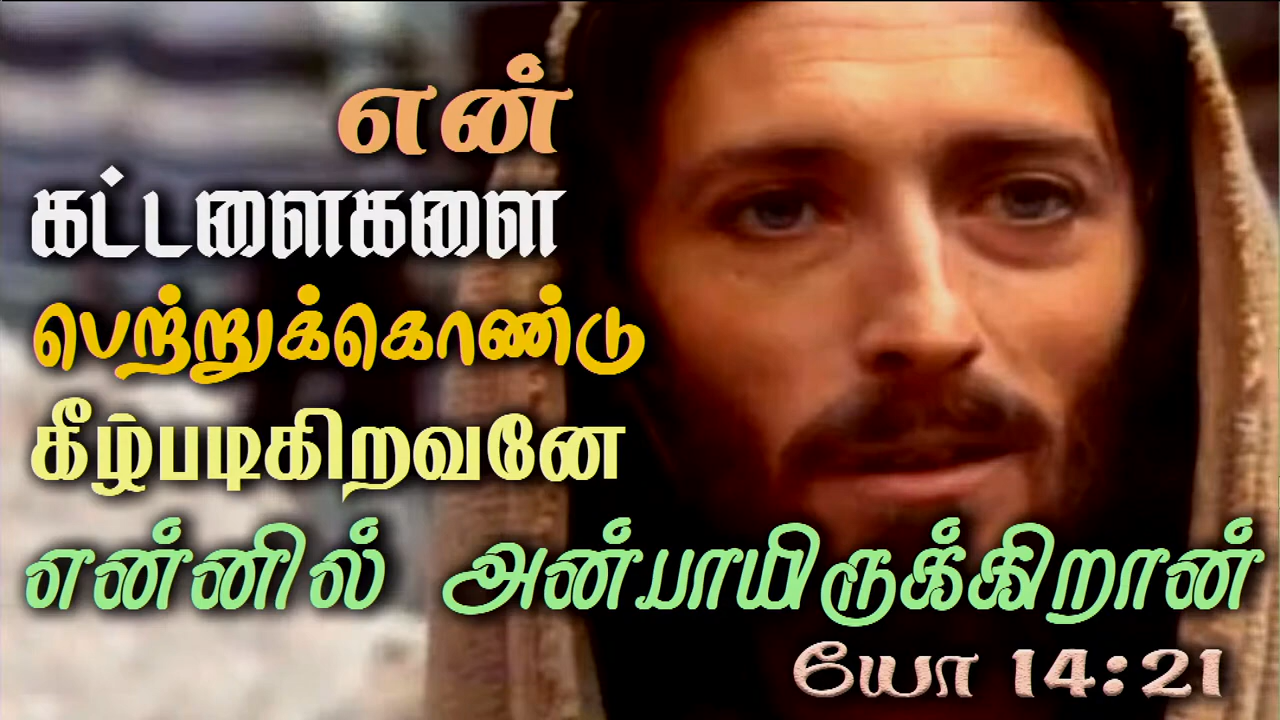 என்
கட்டளைகளை
பெற்றுக்கொண்டு
கீழ்படிகிறவனே
என்னில் அன்பாயிருக்கிறான்
யோ 14:21